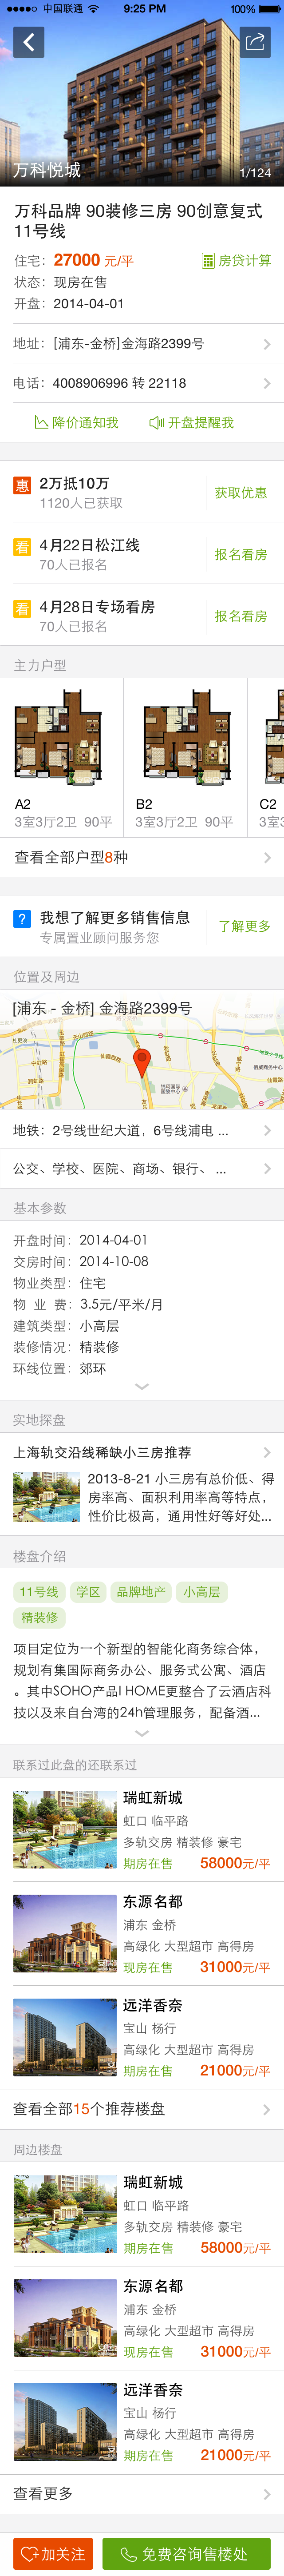 中国联通 9:25 PM 100%
万科悦城 1/124
万科品牌 90装修三房 90创意复式
11号线
住宅：27000 元/平 房贷计算
状态：现房在售
开盘：2014-04-01
地址：[浦东-金桥]金海路2399号
电话：4008906996 转 22118
降价通知我 开盘提醒我
惠 2万抵10万 获取优惠
1120人已获取
看 4月22日松江线 报名看房
70人已报名
看 4月28日专场看房 报名看房
70人已报名
主力户型
A2 B2 C2
3室3厅2卫 90平 3室3厅2卫 90平 3室3
查看全部户型8种
? 我想了解更多销售信息 了解更多
专属置业顾问服务您
位置及周边
[浦东 - 金桥] 金海路2399号
地铁：2号线世纪大道，6号线浦电 ...
公交、学校、医院、商场、银行、 ...
基本参数
开盘时间：2014-04-01
交房时间：2014-10-08
物业类型：住宅
物 业 费：3.5元/平米/月
建筑类型：小高层
装修情况：精装修
环线位置：郊环
实地探盘
上海轨交沿线稀缺小三房推荐
2013-8-21 小三房有总价低、得
房率高、面积利用率高等特点，
性价比极高，通用性好等好处...
楼盘介绍
11号线 学区 品牌地产 小高层
精装修
项目定位为一个新型的智能化商务综合体，
规划有集国际商务办公、服务式公寓、酒店
。其中SOHO产品I HOME更整合了云酒店科
技以及来自台湾的24h管理服务，配备酒...
联系过此盘的还联系过
瑞虹新城
虹口 临平路
多轨交房 精装修 豪宅
期房在售 58000元/平
东源名都
浦东 金桥
高绿化 大型超市 高得房
现房在售 31000元/平
远洋香奈
宝山 杨行
高绿化 大型超市 高得房
期房在售 21000元/平
查看全部15个推荐楼盘
周边楼盘
瑞虹新城
虹口 临平路
多轨交房 精装修 豪宅
期房在售 58000元/平
东源名都
浦东 金桥
高绿化 大型超市 高得房
现房在售 31000元/平
远洋香奈
宝山 杨行
高绿化 大型超市 高得房
期房在售 21000元/平
查看更多
加关注 免费咨询售楼处